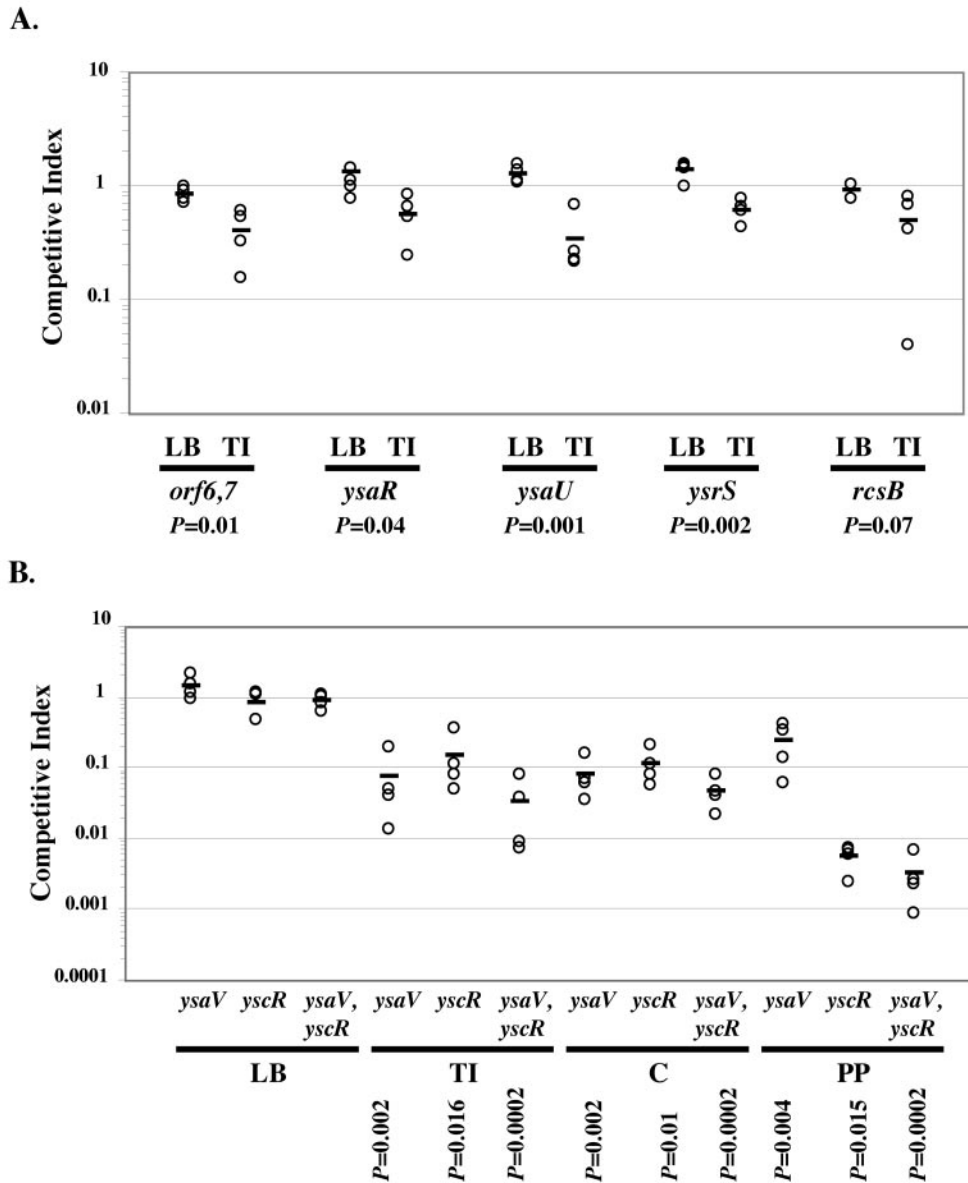 A.
10
1
0.1
0.01
Competitive Index
LB TI LB TI LB TI LB TI LB TI
orf6,7 ysaR ysaU ysrS rcsB
P=0.01 P=0.04 P=0.001 P=0.002 P=0.07
B.
10
1
0.1
0.01
0.001
0.0001
Competitive Index
ysaV yscR ysaV, ysaV yscR ysaV, ysaV yscR ysaV, ysaV yscR ysaV,
yscR yscR yscR yscR
LB TI C PP
P=0.002
P=0.016
P=0.0002
P=0.002
P=0.01
P=0.0002
P=0.004
P=0.015
P=0.0002